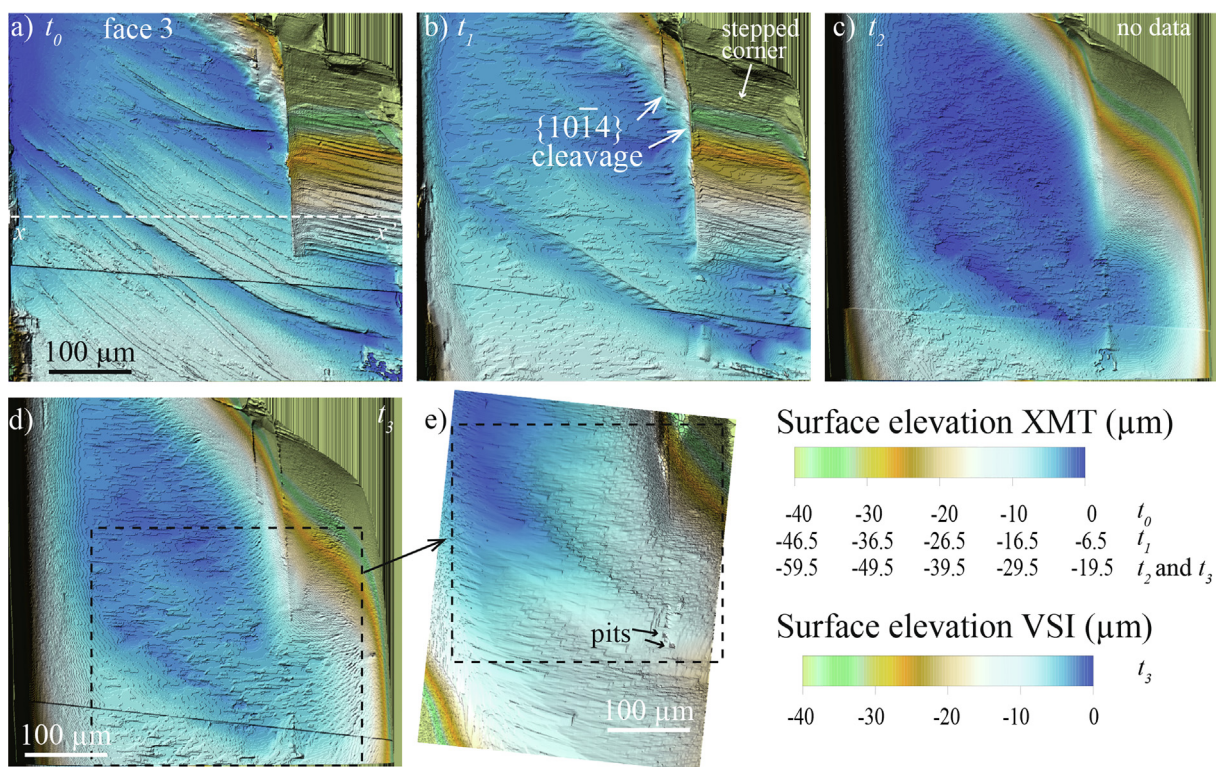 a) t0 face 3
x x'
100 μm
b) t1 stepped
corner
{101̅4}
cleavage
c) t2 no data
d) t3
100 μm
e)
pits
100 μm
Surface elevation XMT (μm)
-40 -30 -20 -10 0 t0
-46.5 -36.5 -26.5 -16.5 -6.5 t1
-59.5 -49.5 -39.5 -29.5 -19.5 t2 and t3
Surface elevation VSI (μm)
t3
-40 -30 -20 -10 0